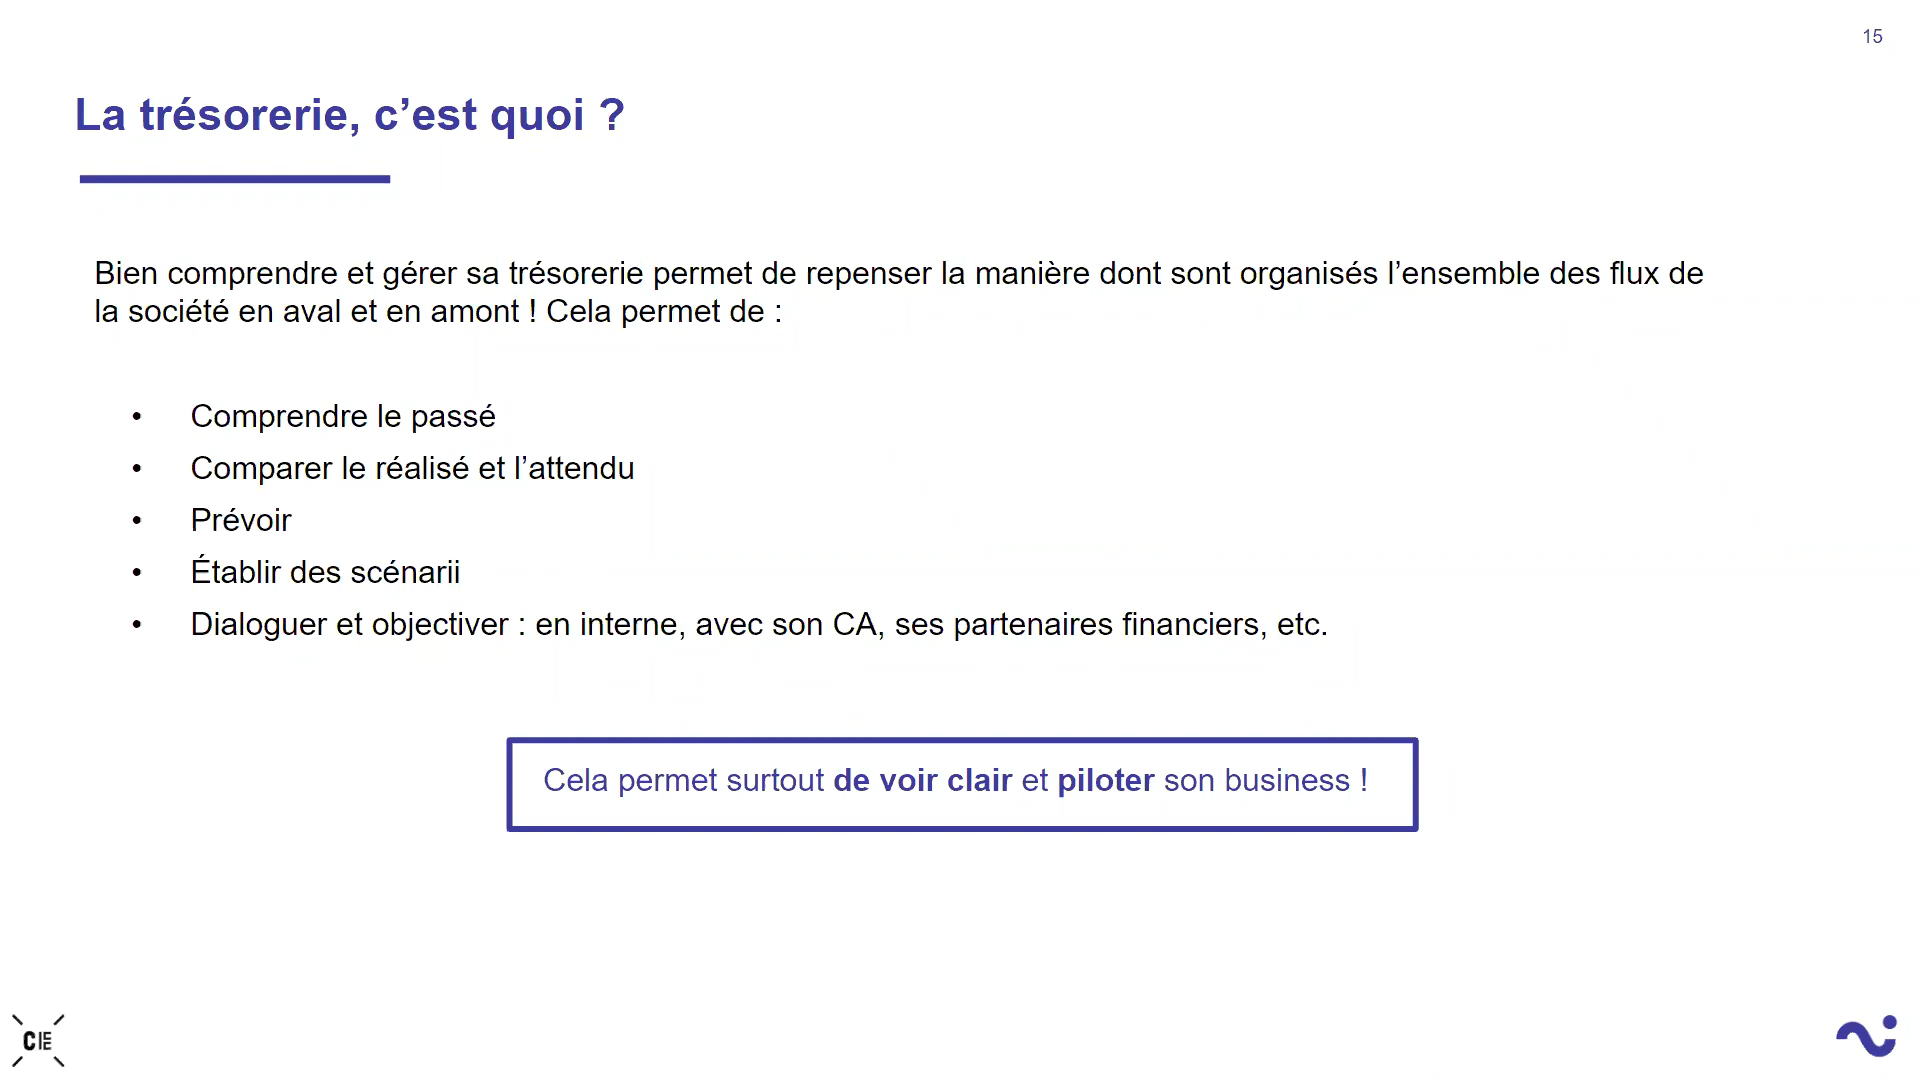 15
La trésorerie, c’est quoi ?
Bien comprendre et gérer sa trésorerie permet de repenser la manière dont sont organisés l’ensemble des flux de
la société en aval et en amont ! Cela permet de :
• Comprendre le passé
• Comparer le réalisé et l’attendu
• Prévoir
• Établir des scénarii
• Dialoguer et objectiver : en interne, avec son CA, ses partenaires financiers, etc.
Cela permet surtout de voir clair et piloter son business !
CIE